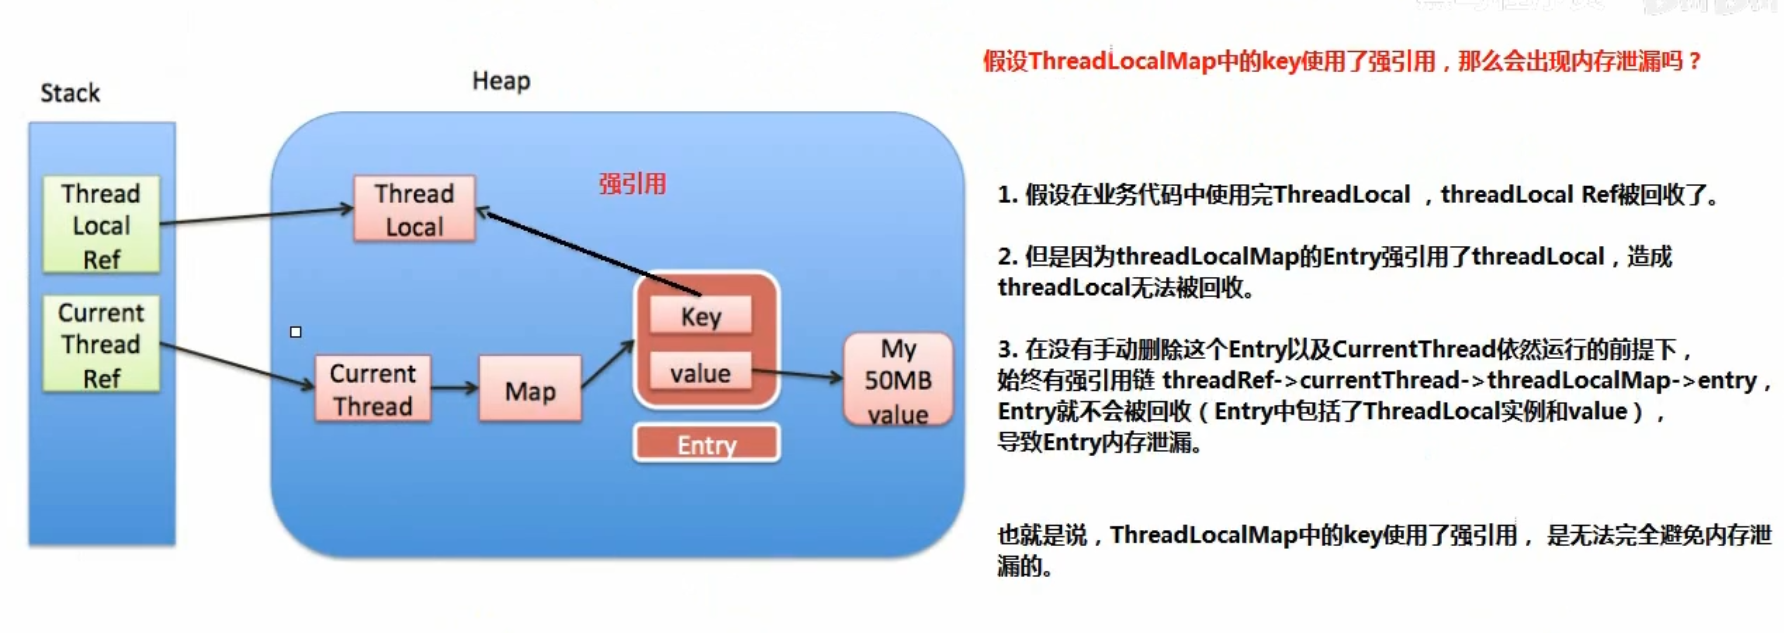 假设ThreadLocalMap中的key使用了强引用，那么会出现内存泄漏吗？
Stack
Heap
Thread
Local
Ref
Current
Thread
Ref
Thread
Local
强引用
Current
Thread
Map
Key
value
Entry
My
50MB
value
1. 假设在业务代码中使用完ThreadLocal ，threadLocal Ref被回收了。
2. 但是因为threadLocalMap的Entry强引用了threadLocal，造成
threadLocal无法被回收。
3. 在没有手动删除这个Entry以及CurrentThread依然运行的前提下，
始终有强引用链 threadRef->currentThread->threadLocalMap->entry，
Entry就不会被回收（Entry中包括了ThreadLocal实例和value），
导致Entry内存泄漏。
也就是说，ThreadLocalMap中的key使用了强引用， 是无法完全避免内存泄
漏的。